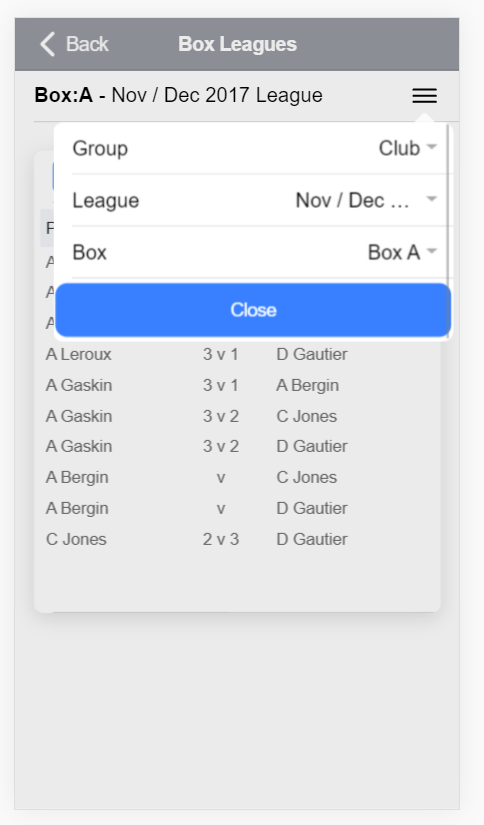 Back Box Leagues
Box:A - Nov / Dec 2017 League
Group Club
League Nov / Dec ...
Box Box A
Close
A Leroux 3 v 1 D Gautier
A Gaskin 3 v 1 A Bergin
A Gaskin 3 v 2 C Jones
A Gaskin 3 v 2 D Gautier
A Bergin v C Jones
A Bergin v D Gautier
C Jones 2 v 3 D Gautier